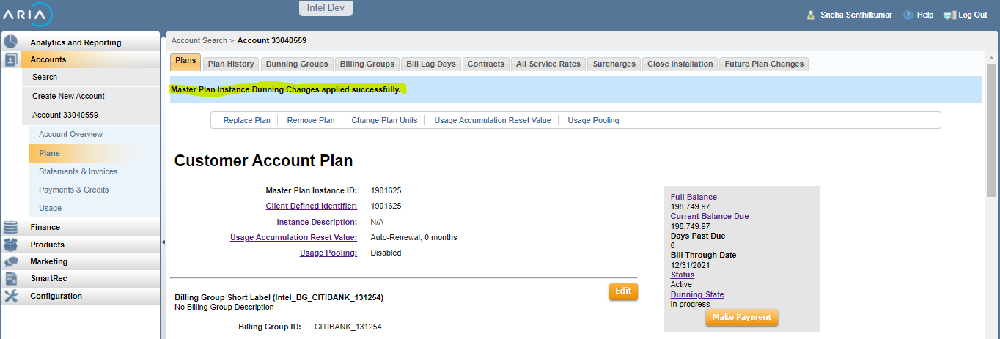 ARIA
Intel Dev
Sneha Senthilkumar
Help
Log Out
Analytics and Reporting
Accounts
Search
Create New Account
Account 33040559
Account Overview
Plans
Statements & Invoices
Payments & Credits
Usage
Finance
Products
Marketing
SmartRec
Configuration
Account Search > Account 33040559
Plans
Plan History
Dunning Groups
Billing Groups
Bill Lag Days
Contracts
All Service Rates
Surcharges
Close Installation
Future Plan Changes
Master Plan Instance Dunning Changes applied successfully.
Replace Plan
Remove Plan
Change Plan Units
Usage Accumulation Reset Value
Usage Pooling
Customer Account Plan
Master Plan Instance ID: 1901625
Client Defined Identifier: 1901625
Instance Description: N/A
Usage Accumulation Reset Value: Auto-Renewal, 0 months
Usage Pooling: Disabled
Full Balance
198,749.97
Current Balance Due
198,749.97
Days Past Due
0
Bill Through Date
12/31/2021
Status
Active
Dunning State
In progress
Make Payment
Edit
Billing Group Short Label (Intel_BG_CITIBANK_131254)
No Billing Group Description
Billing Group ID: CITIBANK_131254